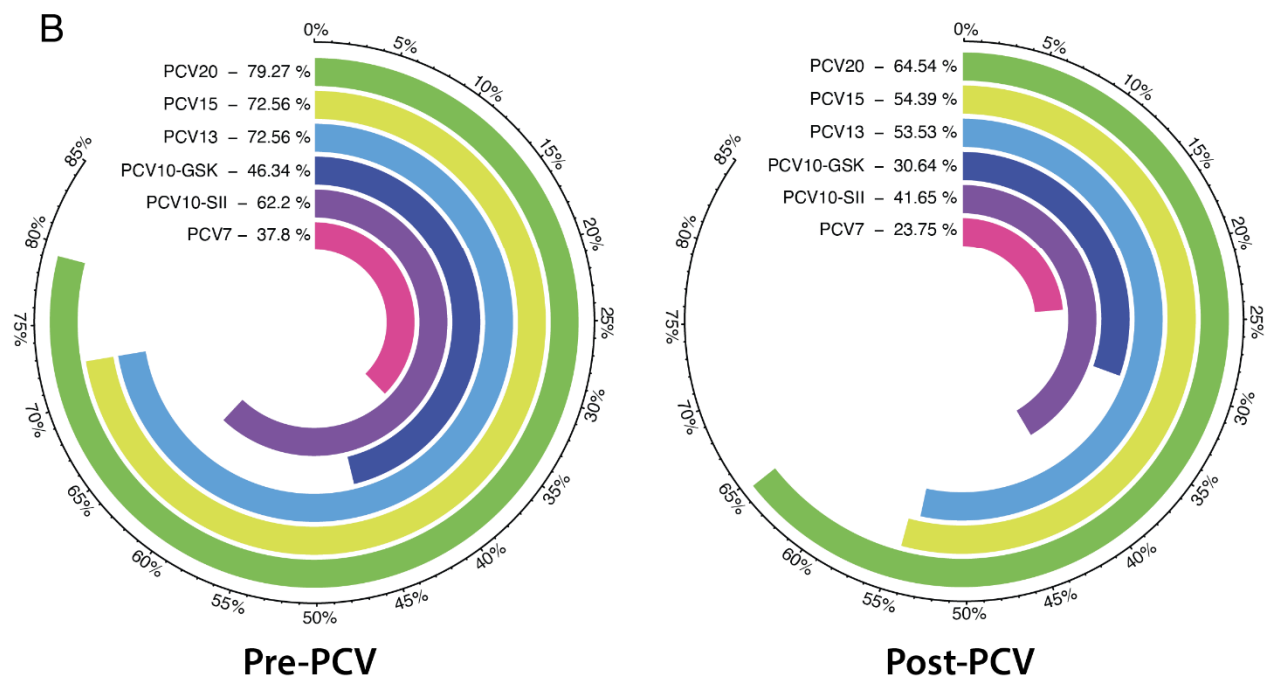 B
0%
5%
10%
15%
20%
25%
30%
35%
40%
45%
50%
55%
60%
65%
70%
75%
80%
85%
PCV20 – 79.27 %
PCV15 – 72.56 %
PCV13 – 72.56 %
PCV10-GSK – 46.34 %
PCV10-SII – 62.2 %
PCV7 – 37.8 %
Pre-PCV
0%
5%
10%
15%
20%
25%
30%
35%
40%
45%
50%
55%
60%
65%
70%
75%
80%
85%
PCV20 – 64.54 %
PCV15 – 54.39 %
PCV13 – 53.53 %
PCV10-GSK – 30.64 %
PCV10-SII – 41.65 %
PCV7 – 23.75 %
Post-PCV